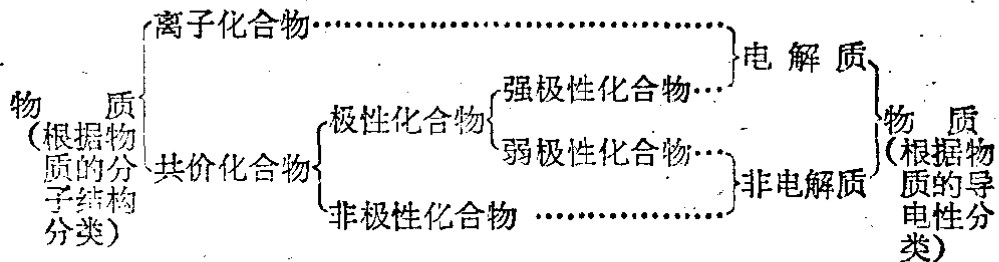 离子化合物
电解质
强极性化合物
物 质
(根据物
质的分
子结构
分类)
极性化合物
物 质
(根据物
质的导
电性分
类)
弱极性化合物
共价化合物
非电解质
非极性化合物